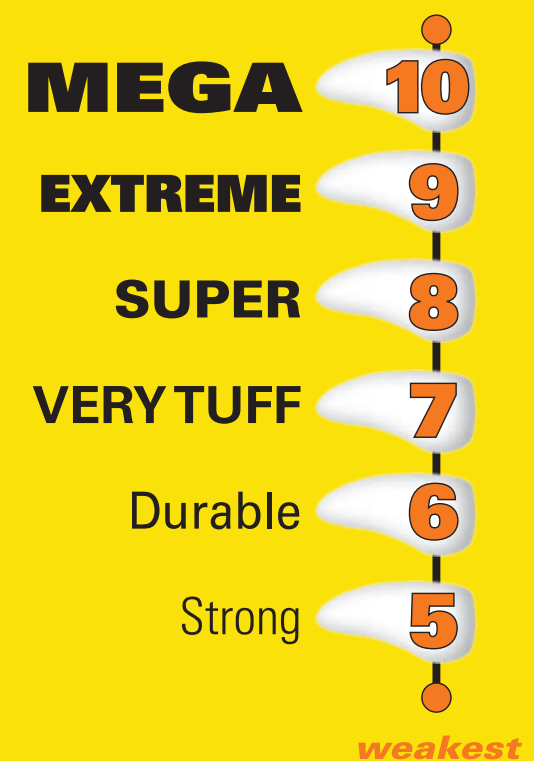 MEGA 10
EXTREME 9
SUPER 8
VERY TUFF 7
Durable 6
Strong 5
weakest